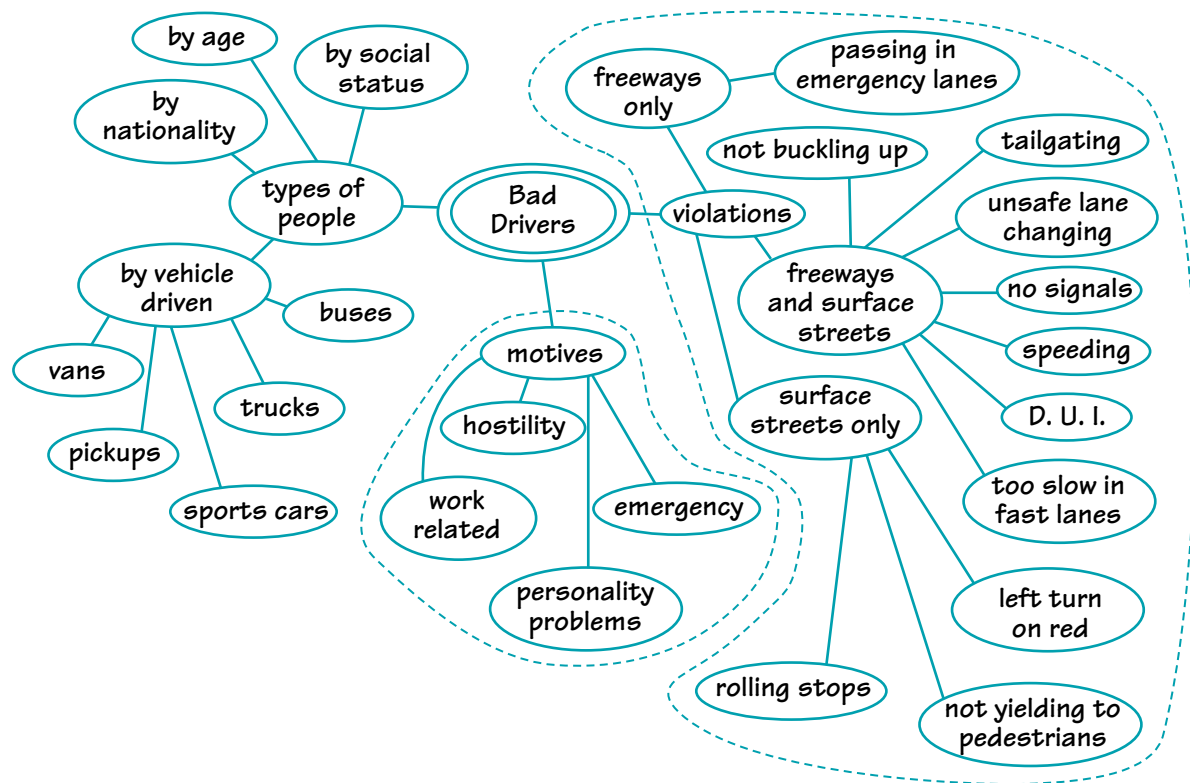 by age
by social
status
by
nationality
types of
people
Bad
Drivers
by vehicle
driven
buses
vans
trucks
pickups
sports cars
motives
hostility
work
related
emergency
personality
problems
violations
freeways
only
passing in
emergency lanes
not buckling up
tailgating
unsafe lane
changing
freeways
and surface
streets
no signals
speeding
D. U. I.
too slow in
fast lanes
surface
streets only
left turn
on red
rolling stops
not yielding to
pedestrians